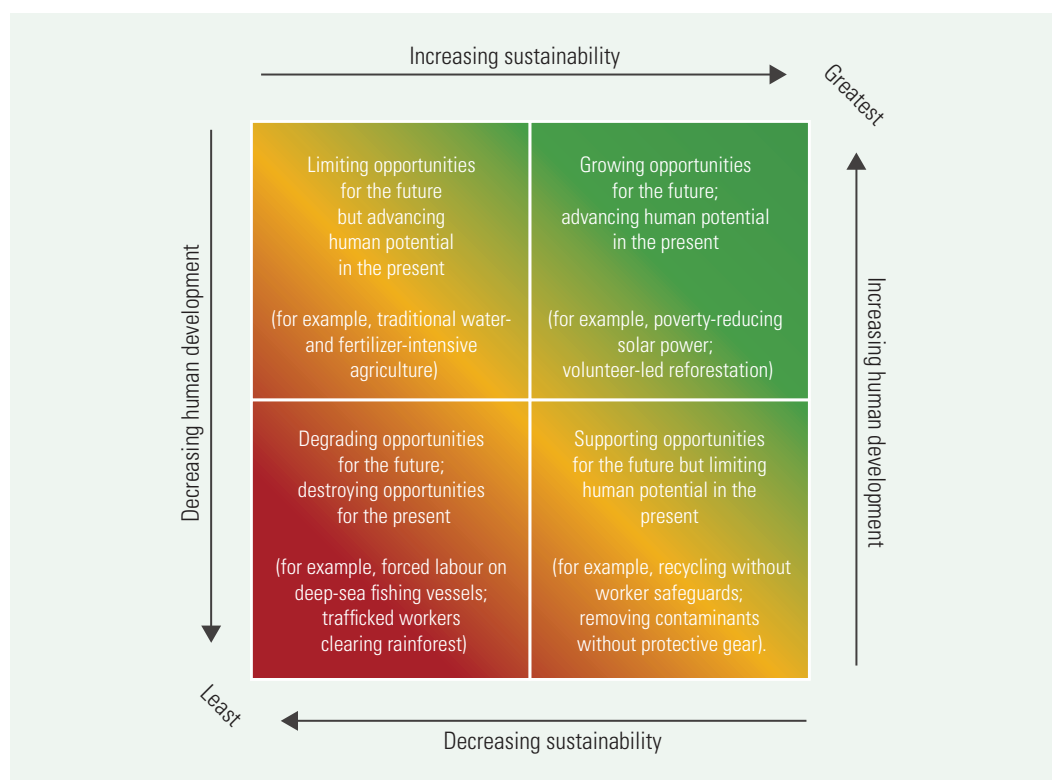 Increasing sustainability
Greatest
Decreasing human development
Limiting opportunities
for the future
but advancing
human potential
in the present
(for example, traditional water-
and fertilizer-intensive
agriculture)
Growing opportunities
for the future;
advancing human potential
in the present
(for example, poverty-reducing
solar power;
volunteer-led reforestation)
Increasing human development
Degrading opportunities
for the future;
destroying opportunities
for the present
(for example, forced labour on
deep-sea fishing vessels;
trafficked workers
clearing rainforest)
Supporting opportunities
for the future but limiting
human potential in the
present
(for example, recycling without
worker safeguards;
removing contaminants
without protective gear).
Least
Decreasing sustainability